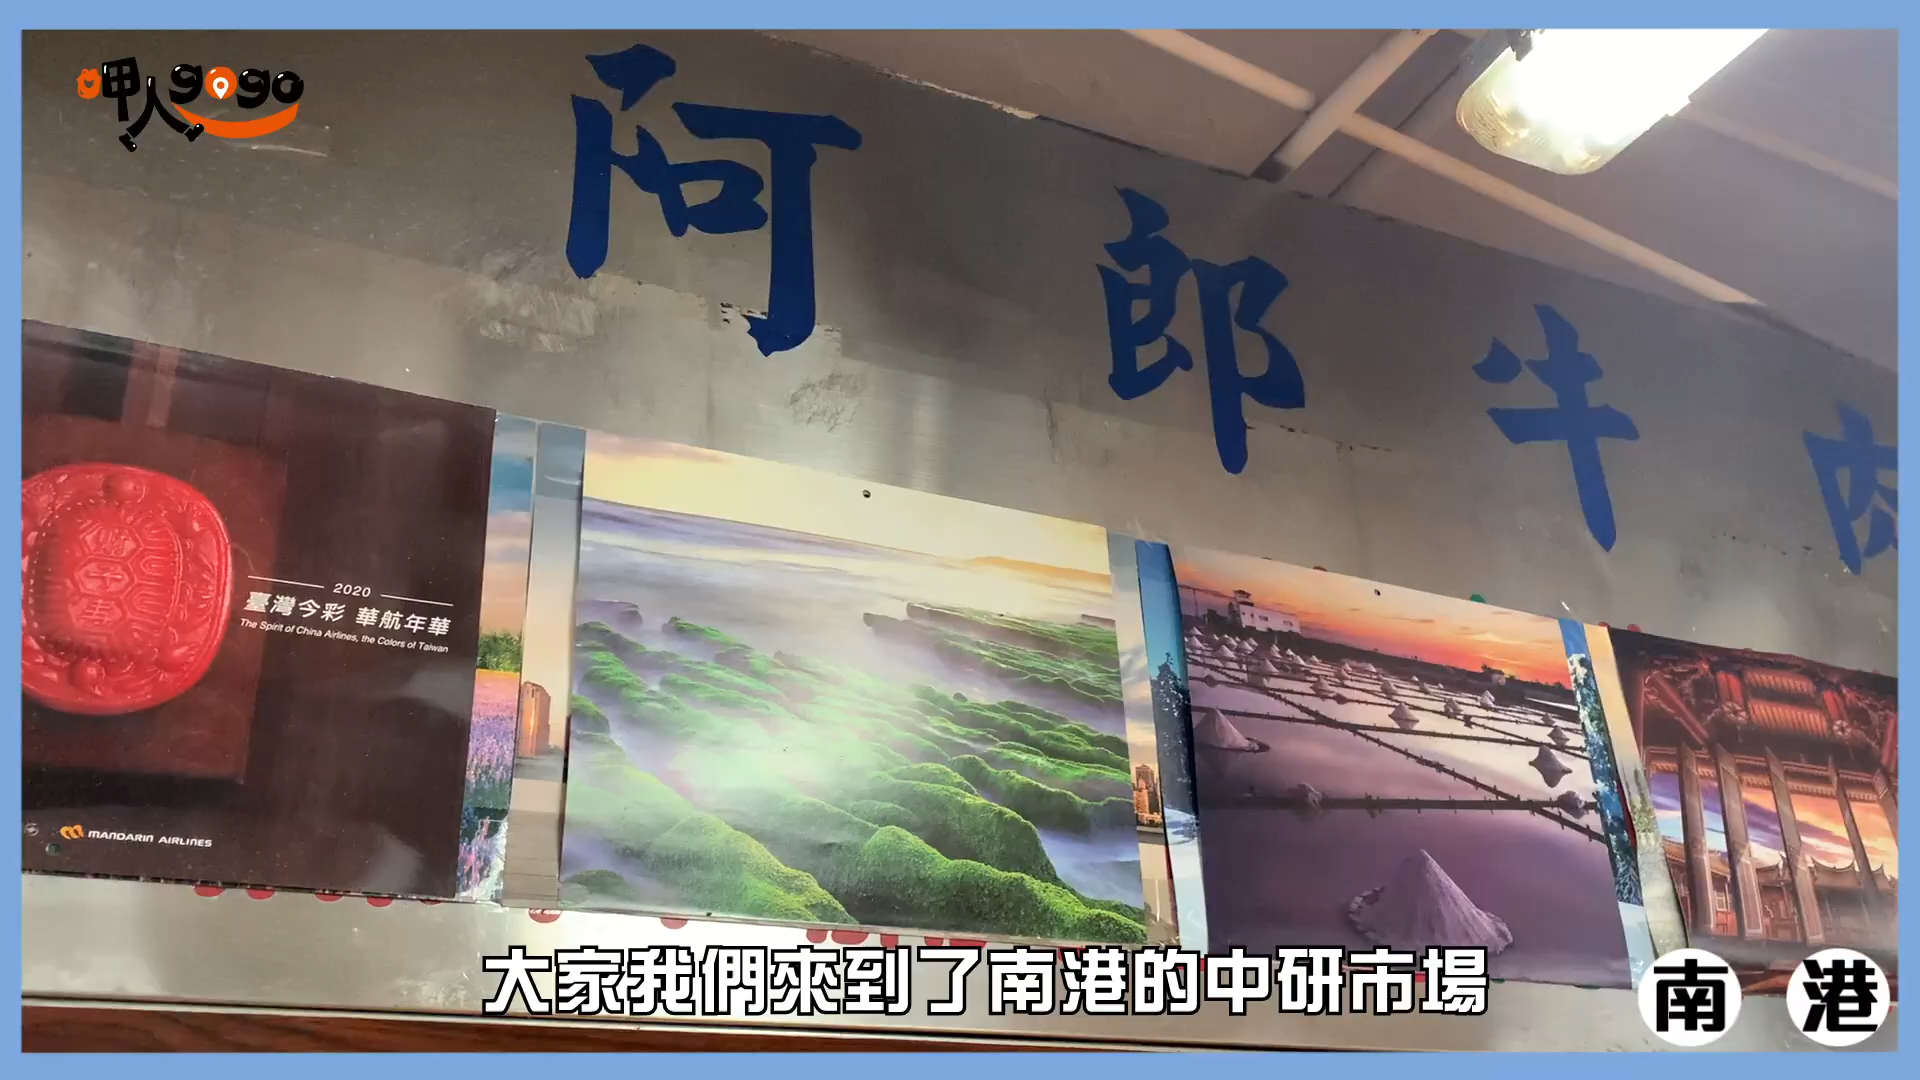 呷人gogo
阿郎牛肉
2020
臺灣今彩 華航年華
The Spirit of China Airlines, the Colors of Taiwan
MANDARIN AIRLINES
大家我們來到了南港的中研市場
南港